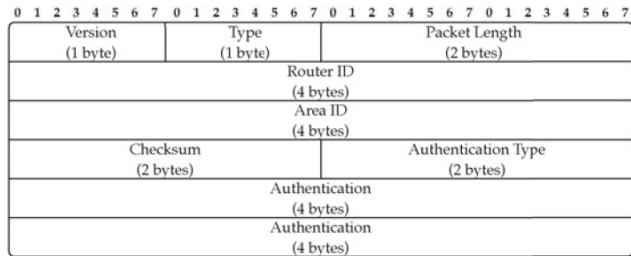 0 1 2 3 4 5 6 7 0 1 2 3 4 5 6 7 0 1 2 3 4 5 6 7 0 1 2 3 4 5 6 7
Version Type Packet Length
(1 byte) (1 byte) (2 bytes)
Router ID
(4 bytes)
Area ID
(4 bytes)
Checksum Authentication Type
(2 bytes) (2 bytes)
Authentication
(4 bytes)
Authentication
(4 bytes)